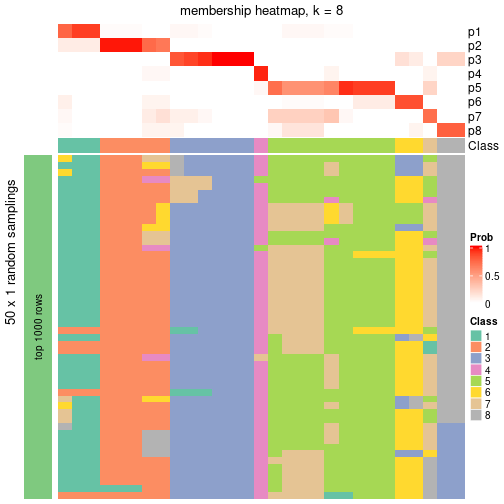 membership heatmap, k = 8
p1
p2
p3
p4
p5
p6
p7
p8
Class
50 x 1 random samplings
top 1000 rows
Prob
1
0.5
0
Class
1
2
3
4
5
6
7
8